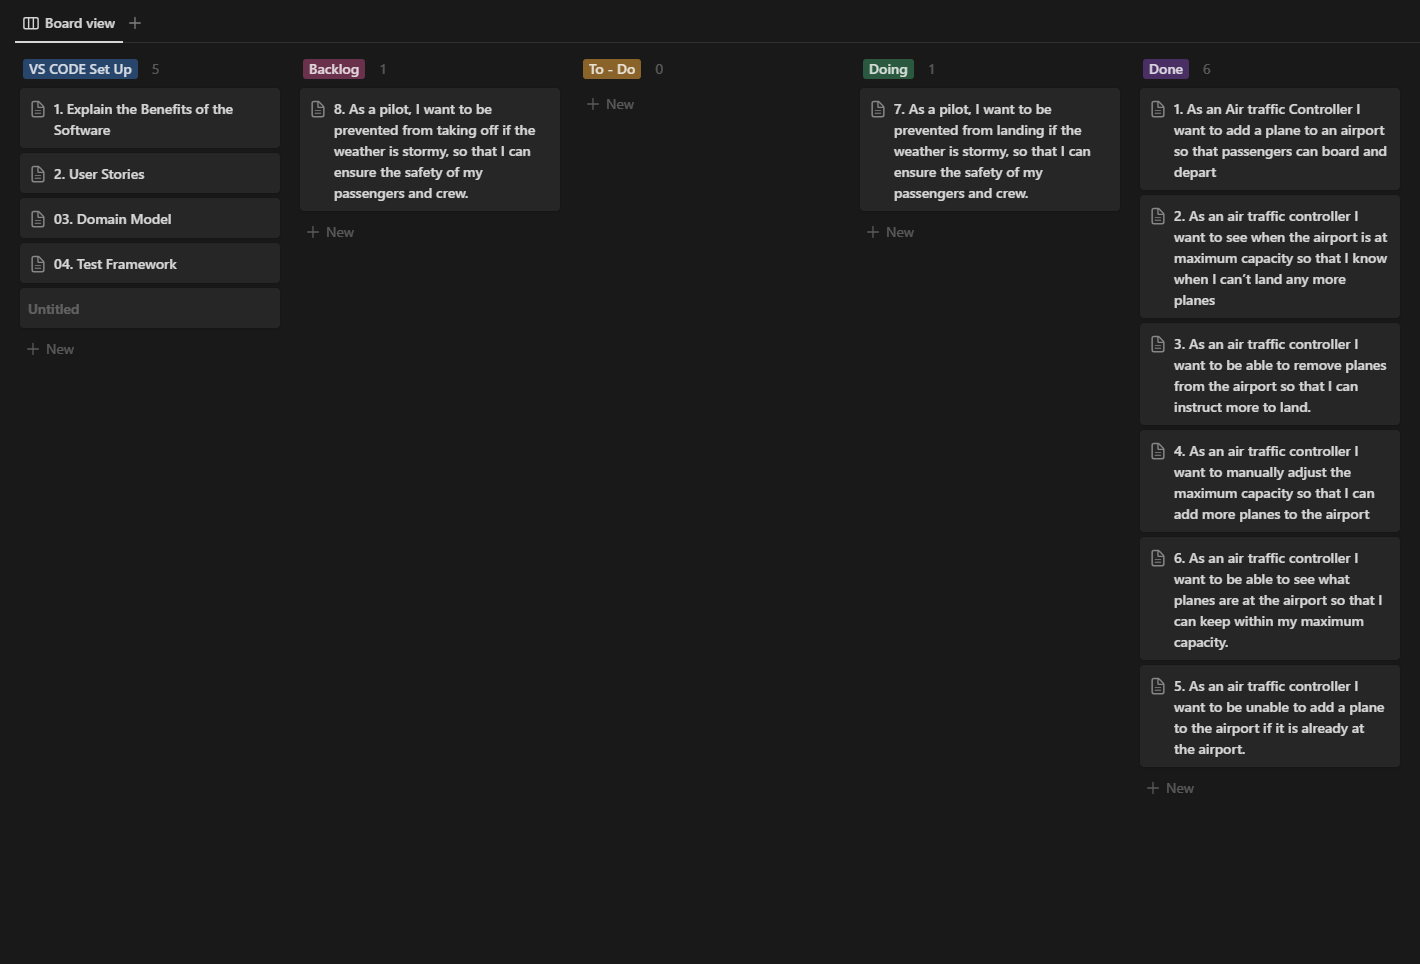 Board view
VS CODE Set Up 5
1. Explain the Benefits of the
Software
2. User Stories
03. Domain Model
04. Test Framework
Untitled
New
Backlog 1
8. As a pilot, I want to be
prevented from taking off if the
weather is stormy, so that I can
ensure the safety of my
passengers and crew.
New
To - Do 0
New
Doing 1
7. As a pilot, I want to be
prevented from landing if the
weather is stormy, so that I can
ensure the safety of my
passengers and crew.
New
Done 6
1. As an Air traffic Controller I
want to add a plane to an airport
so that passengers can board and
depart
2. As an air traffic controller I
want to see when the airport is at
maximum capacity so that I know
when I can’t land any more
planes
3. As an air traffic controller I
want to be able to remove planes
from the airport so that I can
instruct more to land.
4. As an air traffic controller I
want to manually adjust the
maximum capacity so that I can
add more planes to the airport
6. As an air traffic controller I
want to be able to see what
planes are at the airport so that I
can keep within my maximum
capacity.
5. As an air traffic controller I
want to be unable to add a plane
to the airport if it is already at
the airport.
New